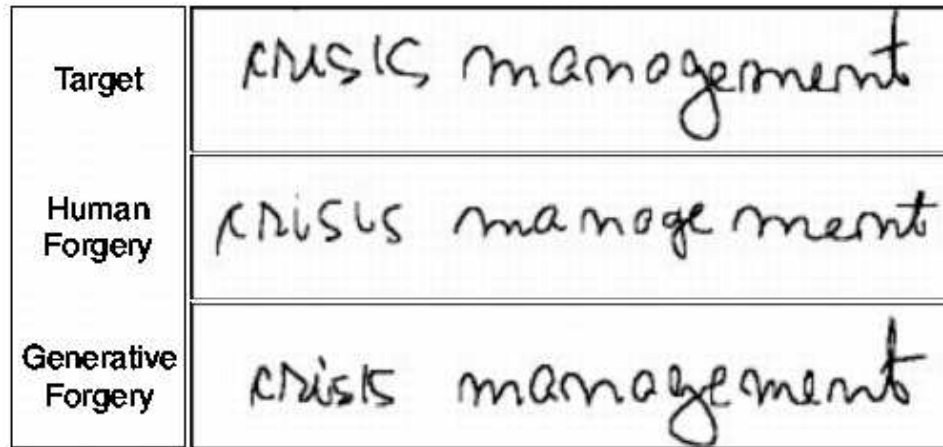 Target crisis management
Human
Forgery crisis management
Generative
Forgery crisis management